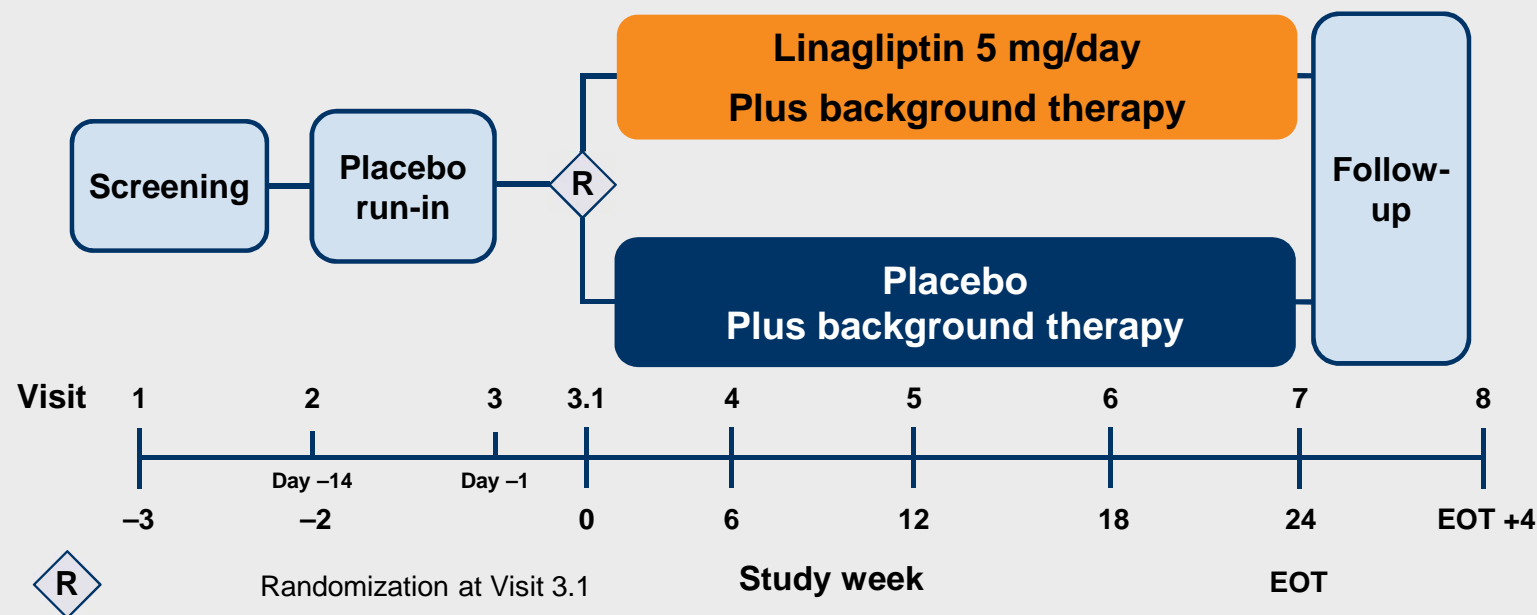 Linagliptin 5 mg/day
Plus background therapy
Screening
Placebo
run-in
R
Follow-
up
Placebo
Plus background therapy
Visit 1 2 3 3.1 4 5 6 7 8
Day –14 Day –1
–3 –2 0 6 12 18 24 EOT +4
R Randomization at Visit 3.1 Study week EOT